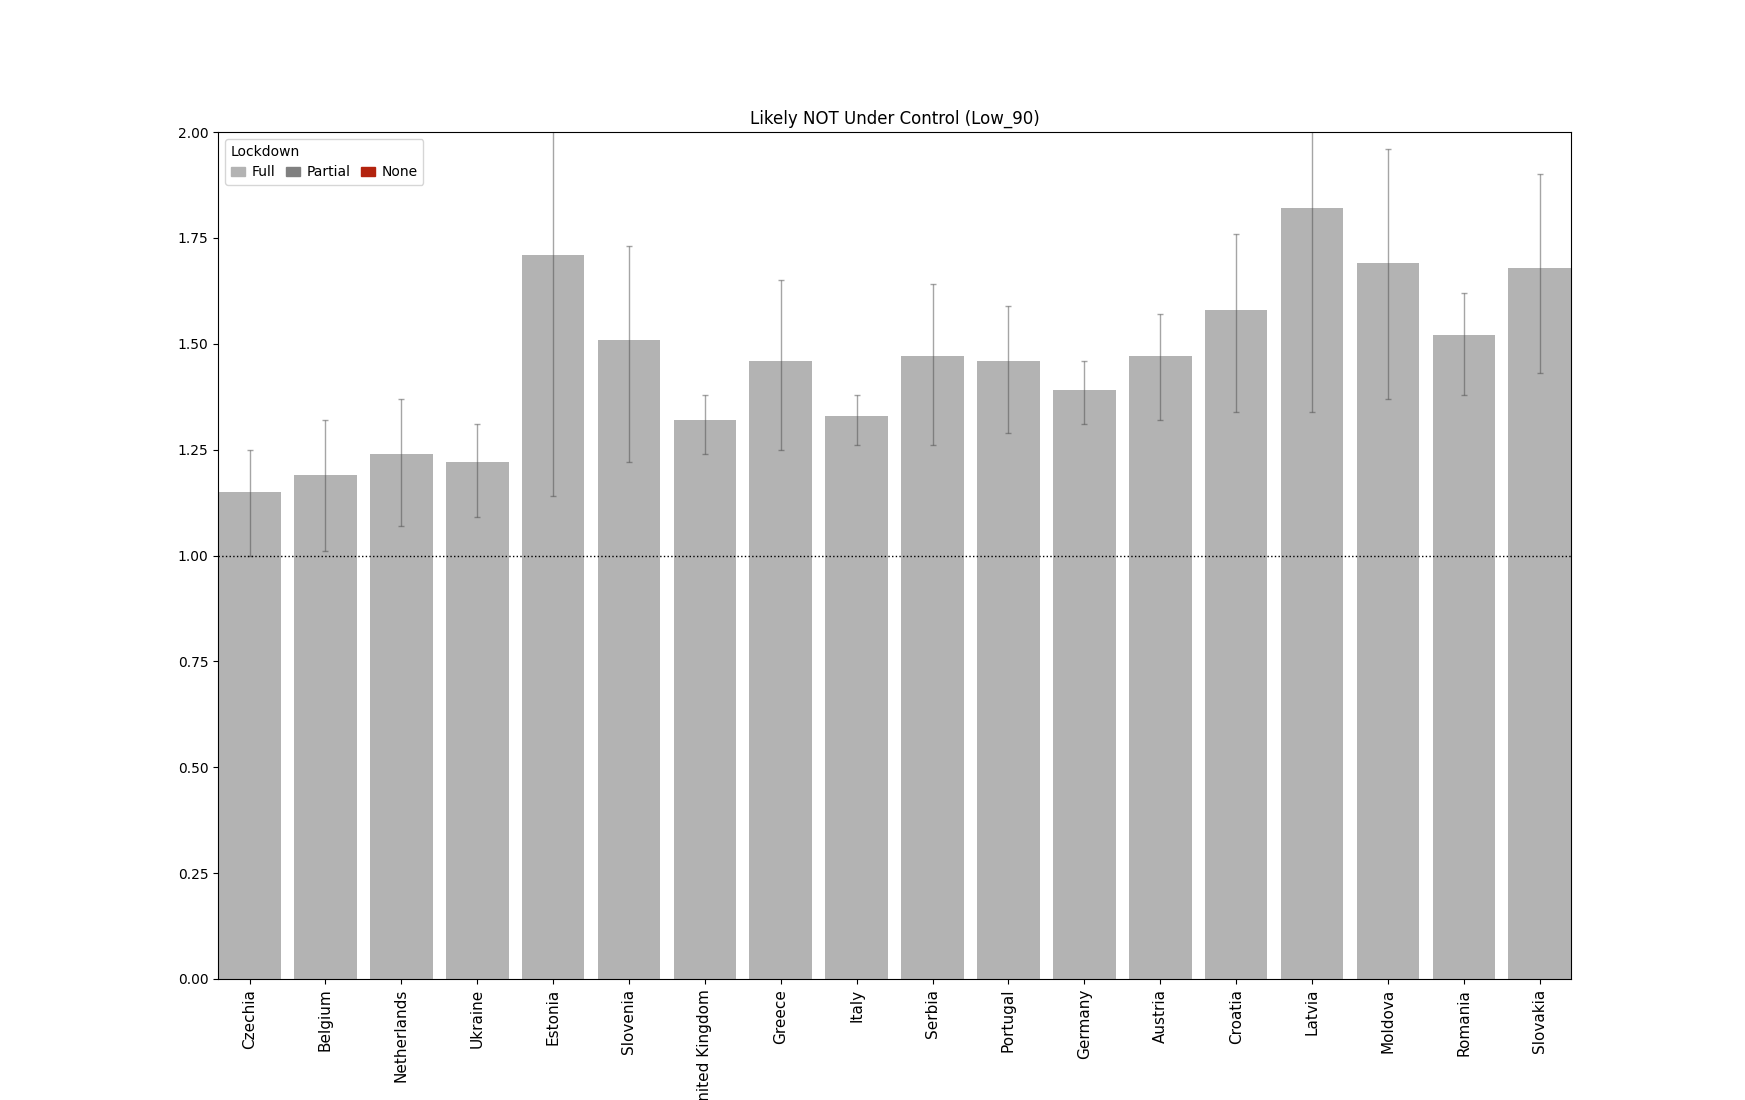 Likely NOT Under Control (Low_90)
Lockdown
Full Partial None
2.00
1.75
1.50
1.25
1.00
0.75
0.50
0.25
0.00
Czechia
Belgium
Netherlands
Ukraine
Estonia
Slovenia
nited Kingdom
Greece
Italy
Serbia
Portugal
Germany
Austria
Croatia
Latvia
Moldova
Romania
Slovakia